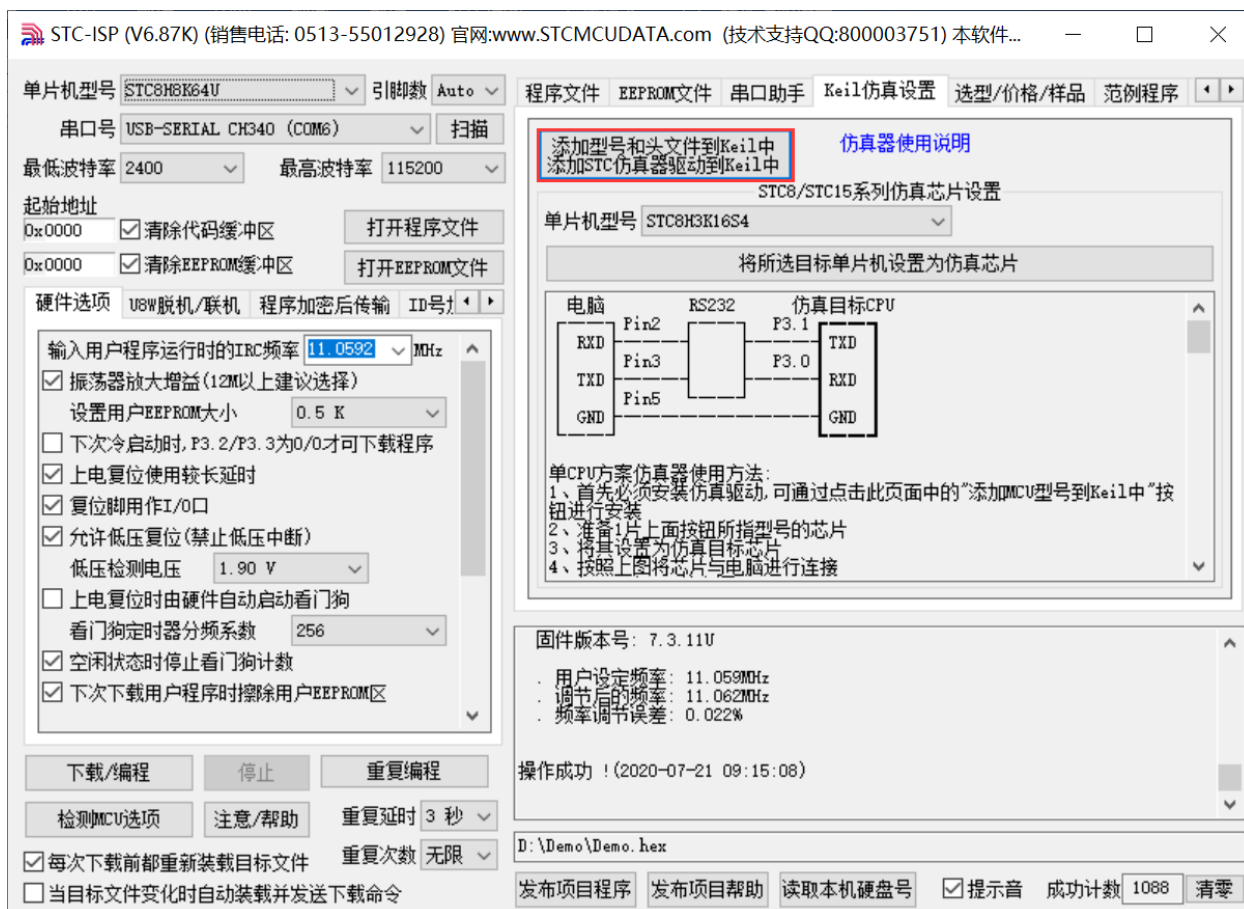 STC-ISP (V6.87K) (销售电话: 0513-55012928) 官网:www.STCMCUDATA.com (技术支持QQ:800003751) 本软件...
单片机型号 STC8H8K64U 引脚数 Auto
串口号 USB-SERIAL CH340 (COM6) 扫描
最低波特率 2400 最高波特率 115200
起始地址
0x0000 清除代码缓冲区 打开程序文件
0x0000 清除EEPROM缓冲区 打开EEPROM文件
硬件选项 U8W脱机/联机 程序加密后传输 ID号
输入用户程序运行时的IRC频率 11.0592 MHz
振荡器放大增益(12M以上建议选择)
设置用户EEPROM大小 0.5 K
下次冷启动时,P3.2/P3.3为0/0才可下载程序
上电复位使用较长延时
复位脚用作I/O口
允许低压复位(禁止低压中断)
低压检测电压 1.90 V
上电复位时由硬件自动启动看门狗
看门狗定时器分频系数 256
空闲状态时停止看门狗计数
下次下载用户程序时擦除用户EEPROM区
下载/编程 停止 重复编程
检测MCU选项 注意/帮助 重复延时 3 秒
每次下载前都重新装载目标文件 重复次数 无限
当目标文件变化时自动装载并发送下载命令
程序文件 EEPROM文件 串口助手 Keil仿真设置 选型/价格/样品 范例程序
添加型号和头文件到Keil中
添加STC仿真器驱动到Keil中
仿真器使用说明
STC8/STC15系列仿真芯片设置
单片机型号 STC8H3K16S4
将所选目标单片机设置为仿真芯片
电脑 RS232 仿真目标CPU
Pin2 P3.1
RXD TXD
Pin3 P3.0
TXD RXD
Pin5
GND GND
单CPU方案仿真器使用方法:
1、首先必须安装仿真驱动,可通过点击此页面中的"添加MCU型号到Keil中"按
钮进行安装
2、准备1片上面按钮所指型号的芯片
3、将其设置为仿真目标芯片
4、按照上图将芯片与电脑进行连接
固件版本号: 7.3.11U
. 用户设定频率: 11.059MHz
. 调节后的频率: 11.062MHz
. 频率调节误差: 0.022%
操作成功 !(2020-07-21 09:15:08)
D:\Demo\Demo.hex
发布项目程序 发布项目帮助 读取本机硬盘号 提示音 成功计数 1088 清零